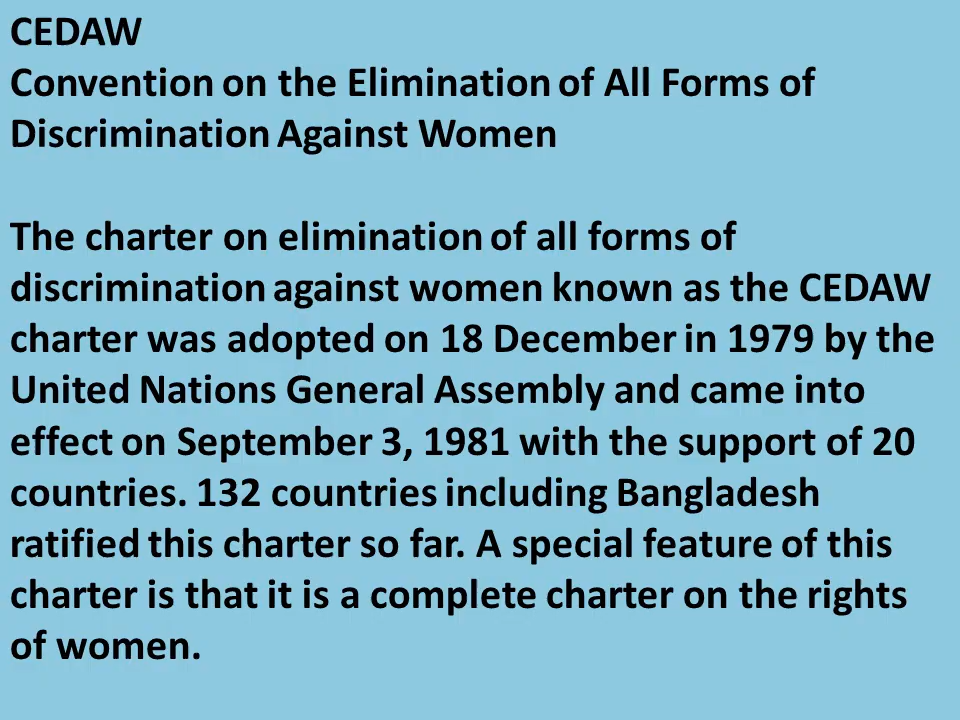 CEDAW
Convention on the Elimination of All Forms of
Discrimination Against Women
The charter on elimination of all forms of
discrimination against women known as the CEDAW
charter was adopted on 18 December in 1979 by the
United Nations General Assembly and came into
effect on September 3, 1981 with the support of 20
countries. 132 countries including Bangladesh
ratified this charter so far. A special feature of this
charter is that it is a complete charter on the rights
of women.